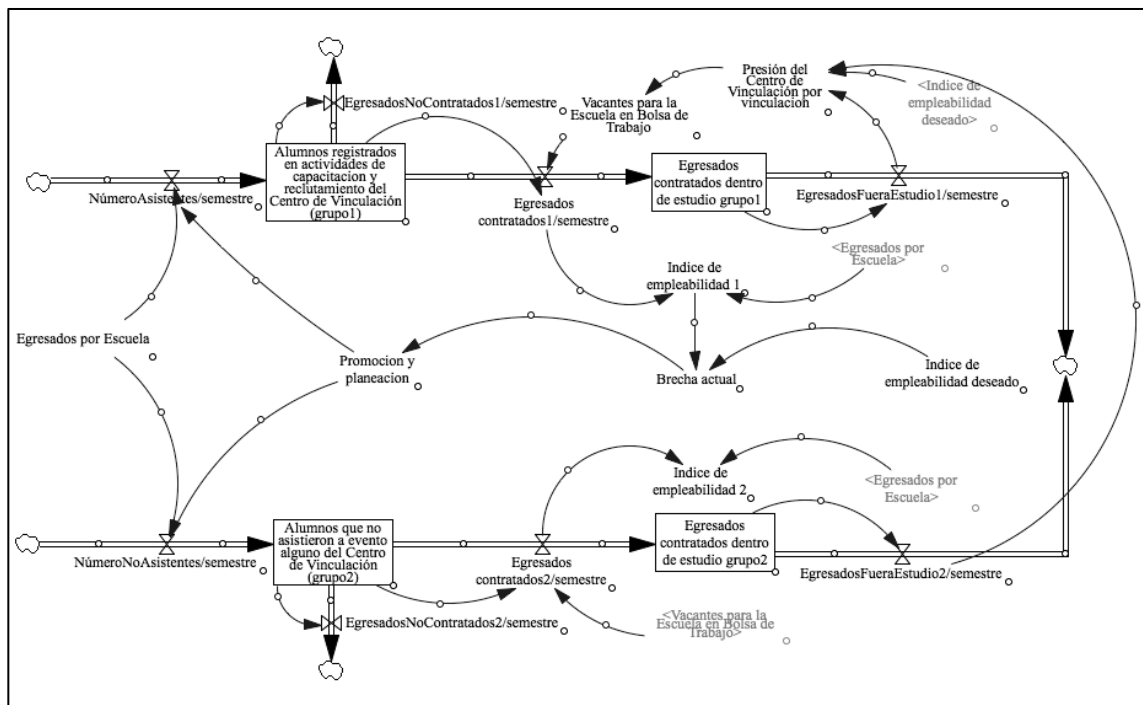 EgresadosNoContratados1/semestre
Presión del
Centro de
Vinculación por
vinculacion
<Indice de
empleabilidad
deseado>
Vacantes para la
Escuela en Bolsa de
Trabajo
Alumnos registrados
en actividades de
capacitacion y
reclutamiento del
Centro de Vinculación
(grupo1)
Egresados
contratados dentro
de estudio grupo1
NúmeroAsistentes/semestre
Egresados
contratados1/semestre
EgresadosFueraEstudio1/semestre
<Egresados por
Escuela>
Indice de
empleabilidad 1
Egresados por Escuela
Promocion y
planeacion
Brecha actual
Indice de
empleabilidad deseado
Indice de
empleabilidad 2
<Egresados por
Escuela>
Alumnos que no
asistieron a evento
alguno del Centro
de Vinculación
(grupo2)
Egresados
contratados dentro
de estudio grupo2
NúmeroNoAsistentes/semestre
Egresados
contratados2/semestre
EgresadosFueraEstudio2/semestre
EgresadosNoContratados2/semestre
<Vacantes para la
Escuela en Bolsa de
Trabajo>